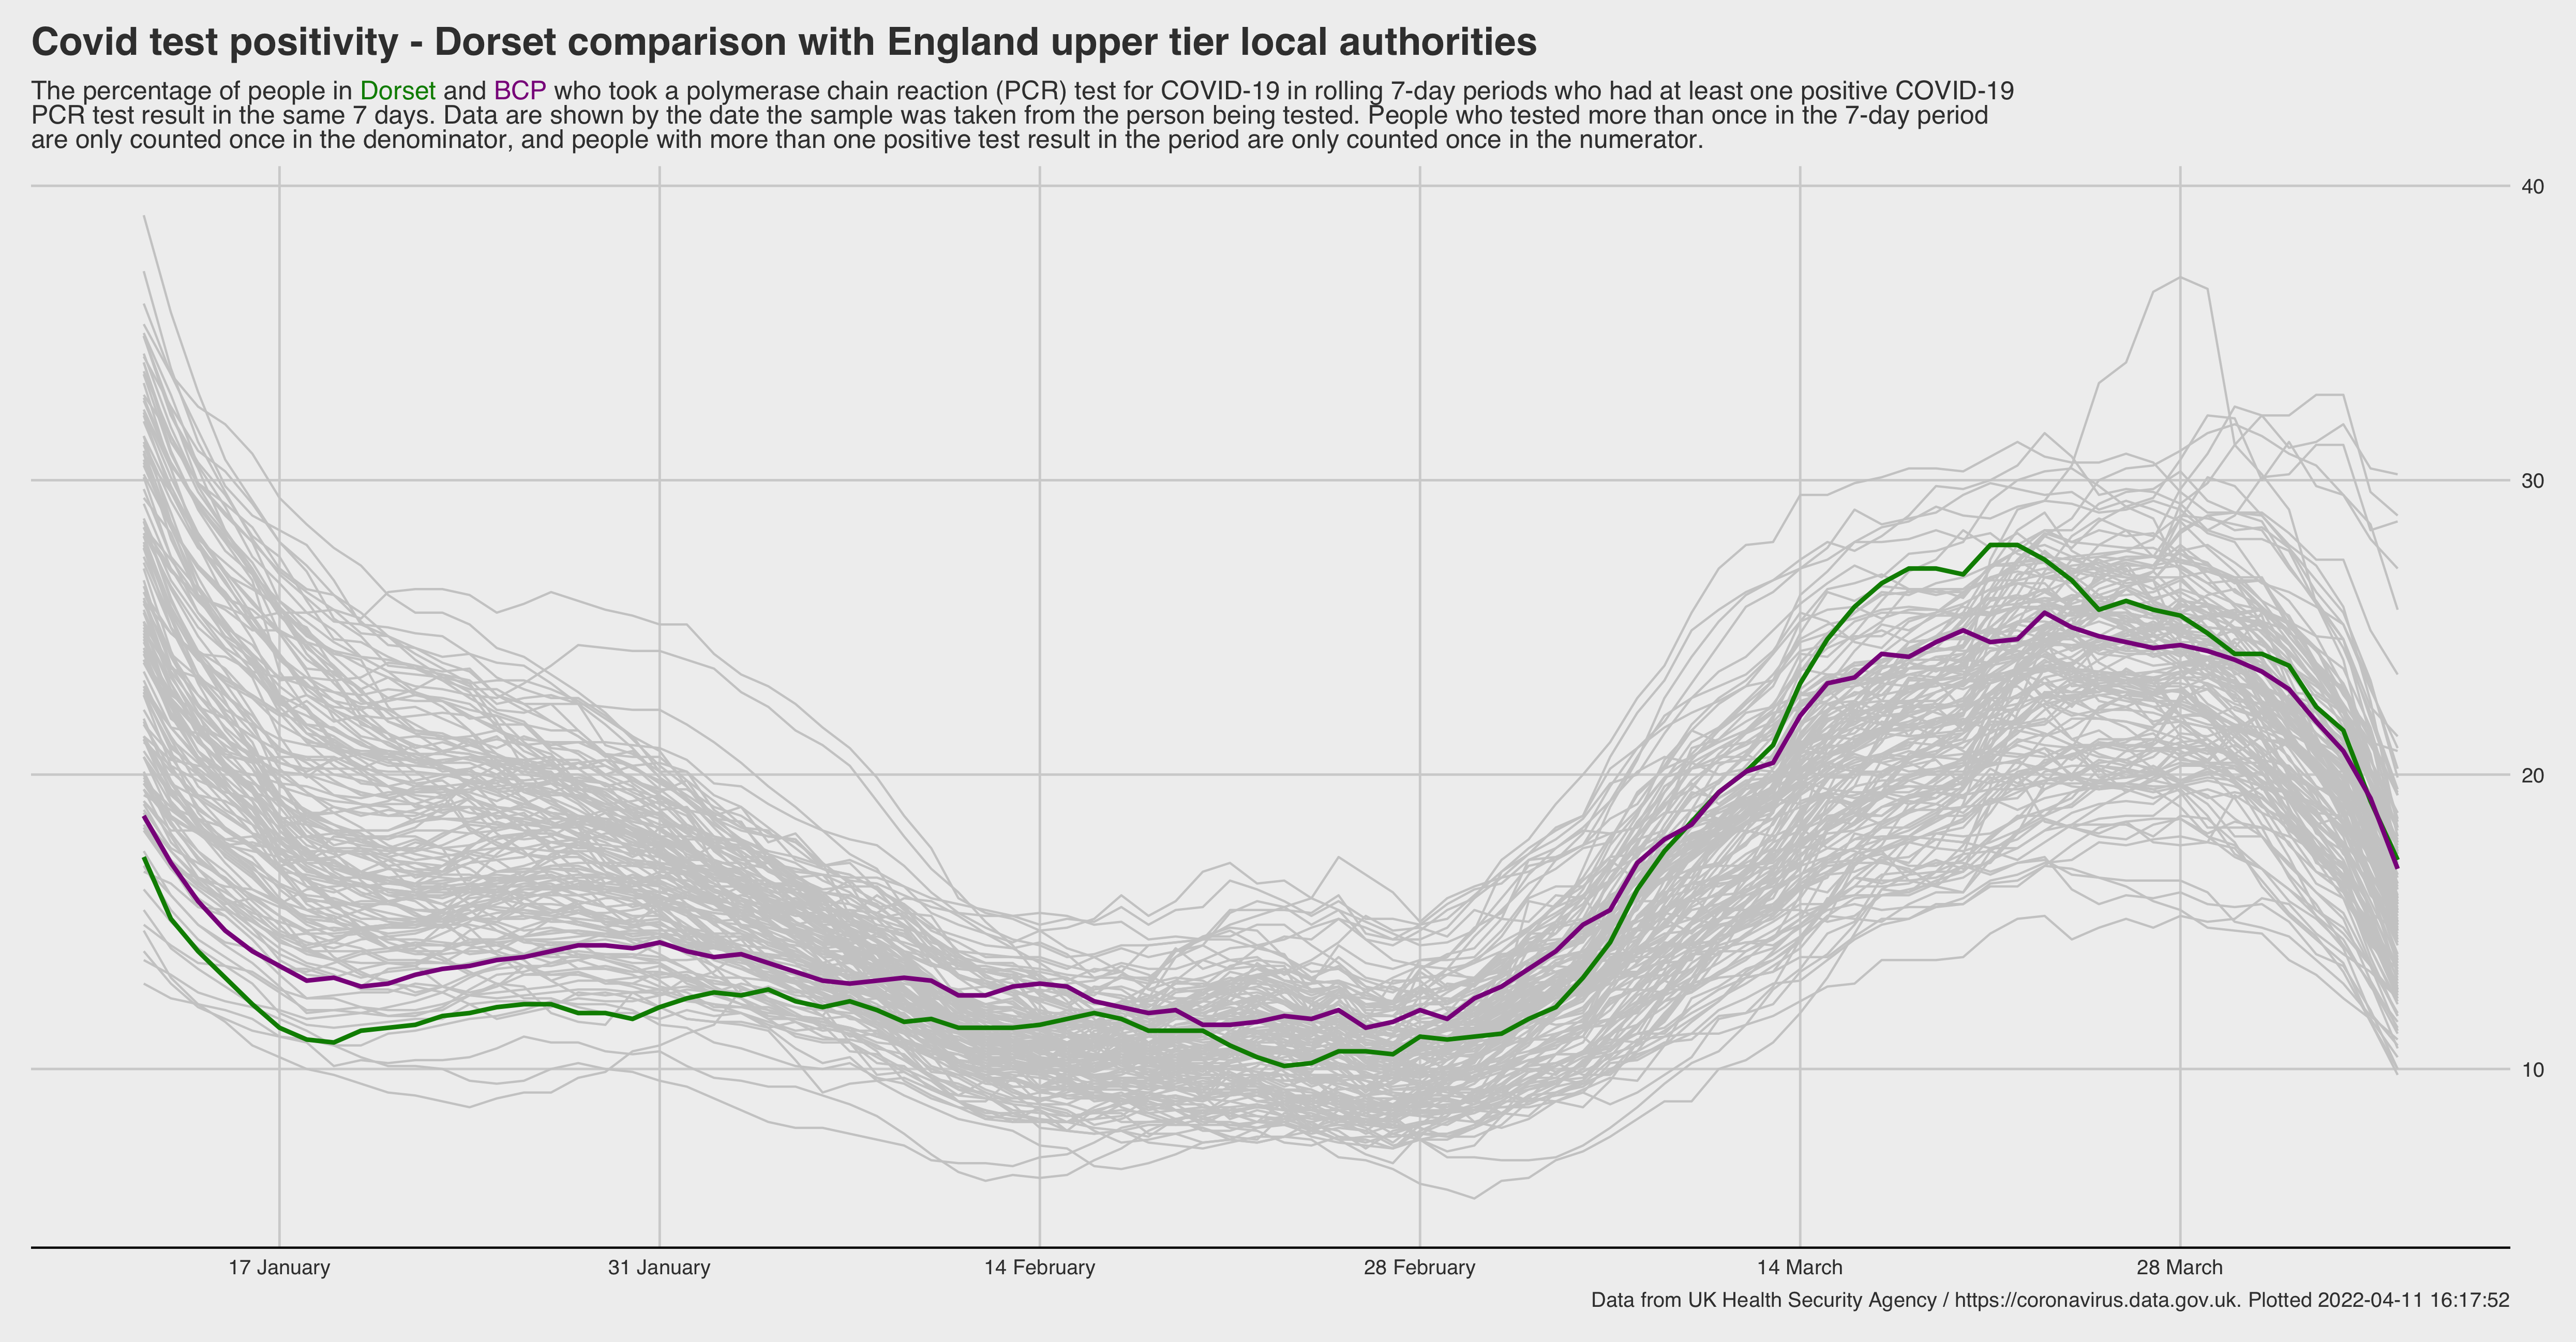 Covid test positivity - Dorset comparison with England upper tier local authorities
The percentage of people in Dorset and BCP who took a polymerase chain reaction (PCR) test for COVID-19 in rolling 7-day periods who had at least one positive COVID-19
PCR test result in the same 7 days. Data are shown by the date the sample was taken from the person being tested. People who tested more than once in the 7-day period
are only counted once in the denominator, and people with more than one positive test result in the period are only counted once in the numerator.
40
30
20
10
17 January
31 January
14 February
28 February
14 March
28 March
Data from UK Health Security Agency / https://coronavirus.data.gov.uk. Plotted 2022-04-11 16:17:52